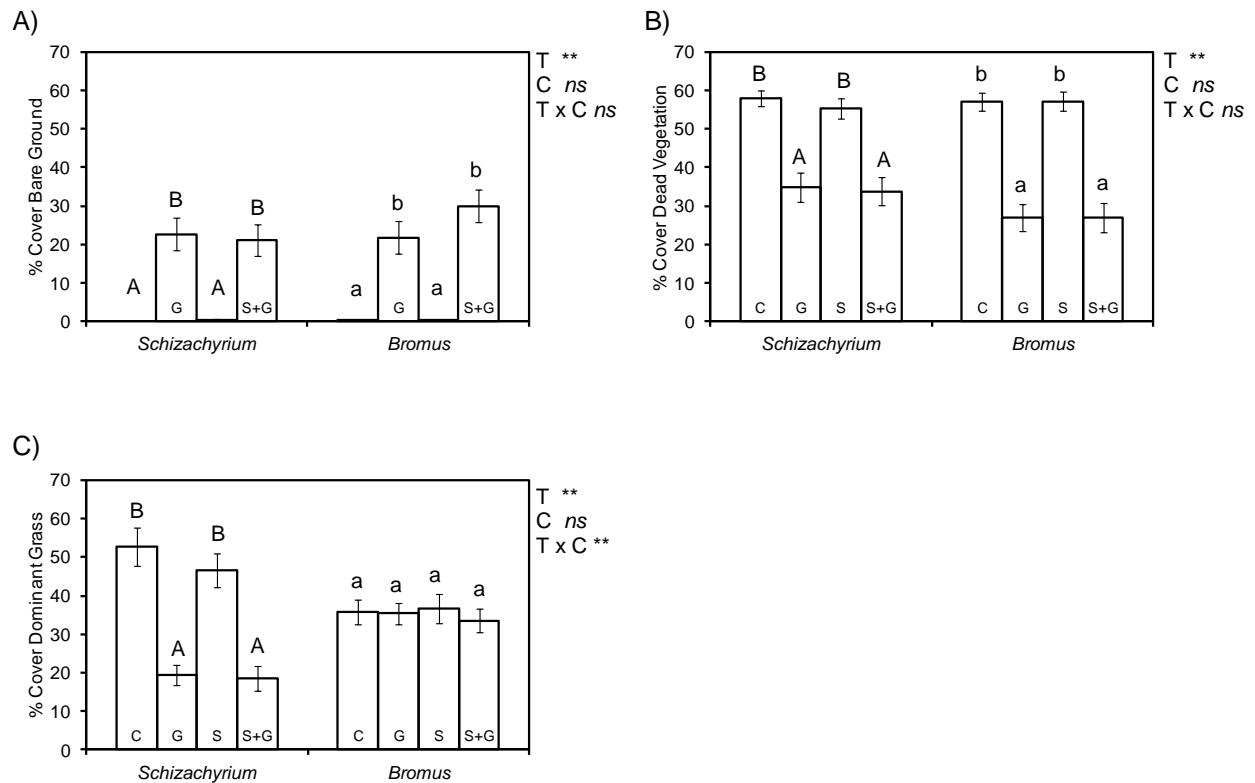 A)
% Cover Bare Ground
70
60
50
40
30
20
10
0
A
B
A
B
a
b
a
b
G
S+G
G
S+G
Schizachyrium
Bromus
T **
C ns
T x C ns
B)
% Cover Dead Vegetation
70
60
50
40
30
20
10
0
B
A
B
A
b
a
b
a
C
G
S
S+G
C
G
S
S+G
Schizachyrium
Bromus
T **
C ns
T x C ns
C)
% Cover Dominant Grass
70
60
50
40
30
20
10
0
B
A
B
A
a
a
a
a
C
G
S
S+G
C
G
S
S+G
Schizachyrium
Bromus
T **
C ns
T x C **